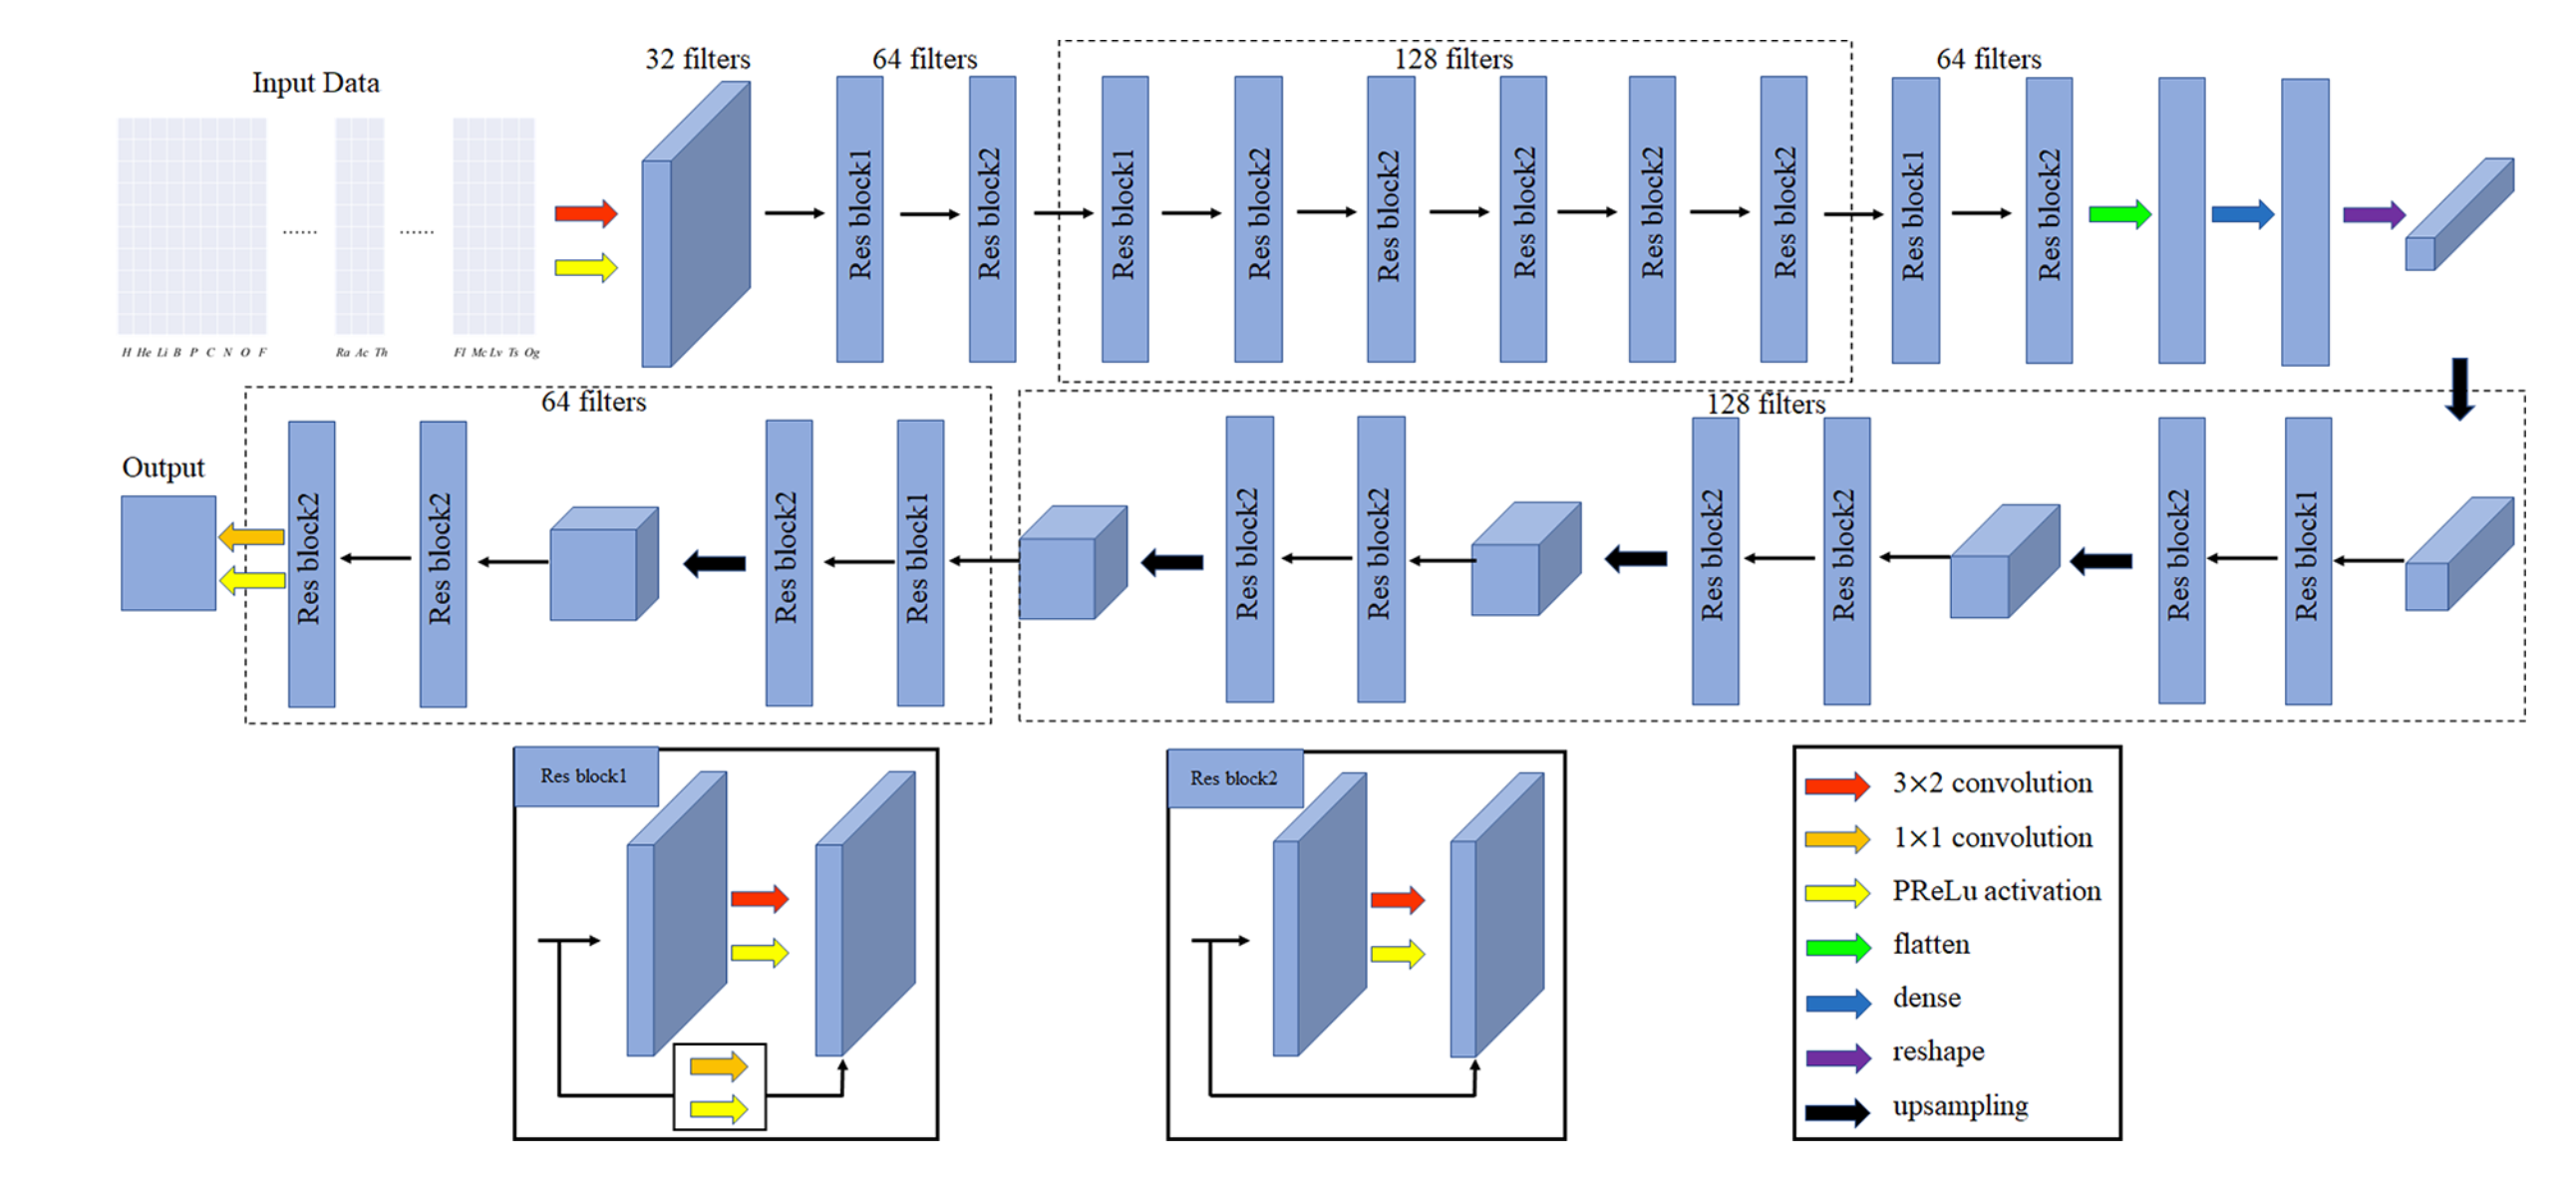 Input Data
32 filters
64 filters
128 filters
64 filters
Res block1
Res block2
Res block1
Res block2
Res block2
Res block2
Res block2
Res block2
Res block1
Res block2
......
......
H He Li B P C N O F
Ra Ac Th
Fl Mc Lv Ts Og
64 filters
128 filters
Output
Res block2
Res block2
Res block2
Res block1
Res block2
Res block2
Res block2
Res block2
Res block2
Res block1
Res block1
Res block2
3×2 convolution
1×1 convolution
PReLu activation
flatten
dense
reshape
upsampling